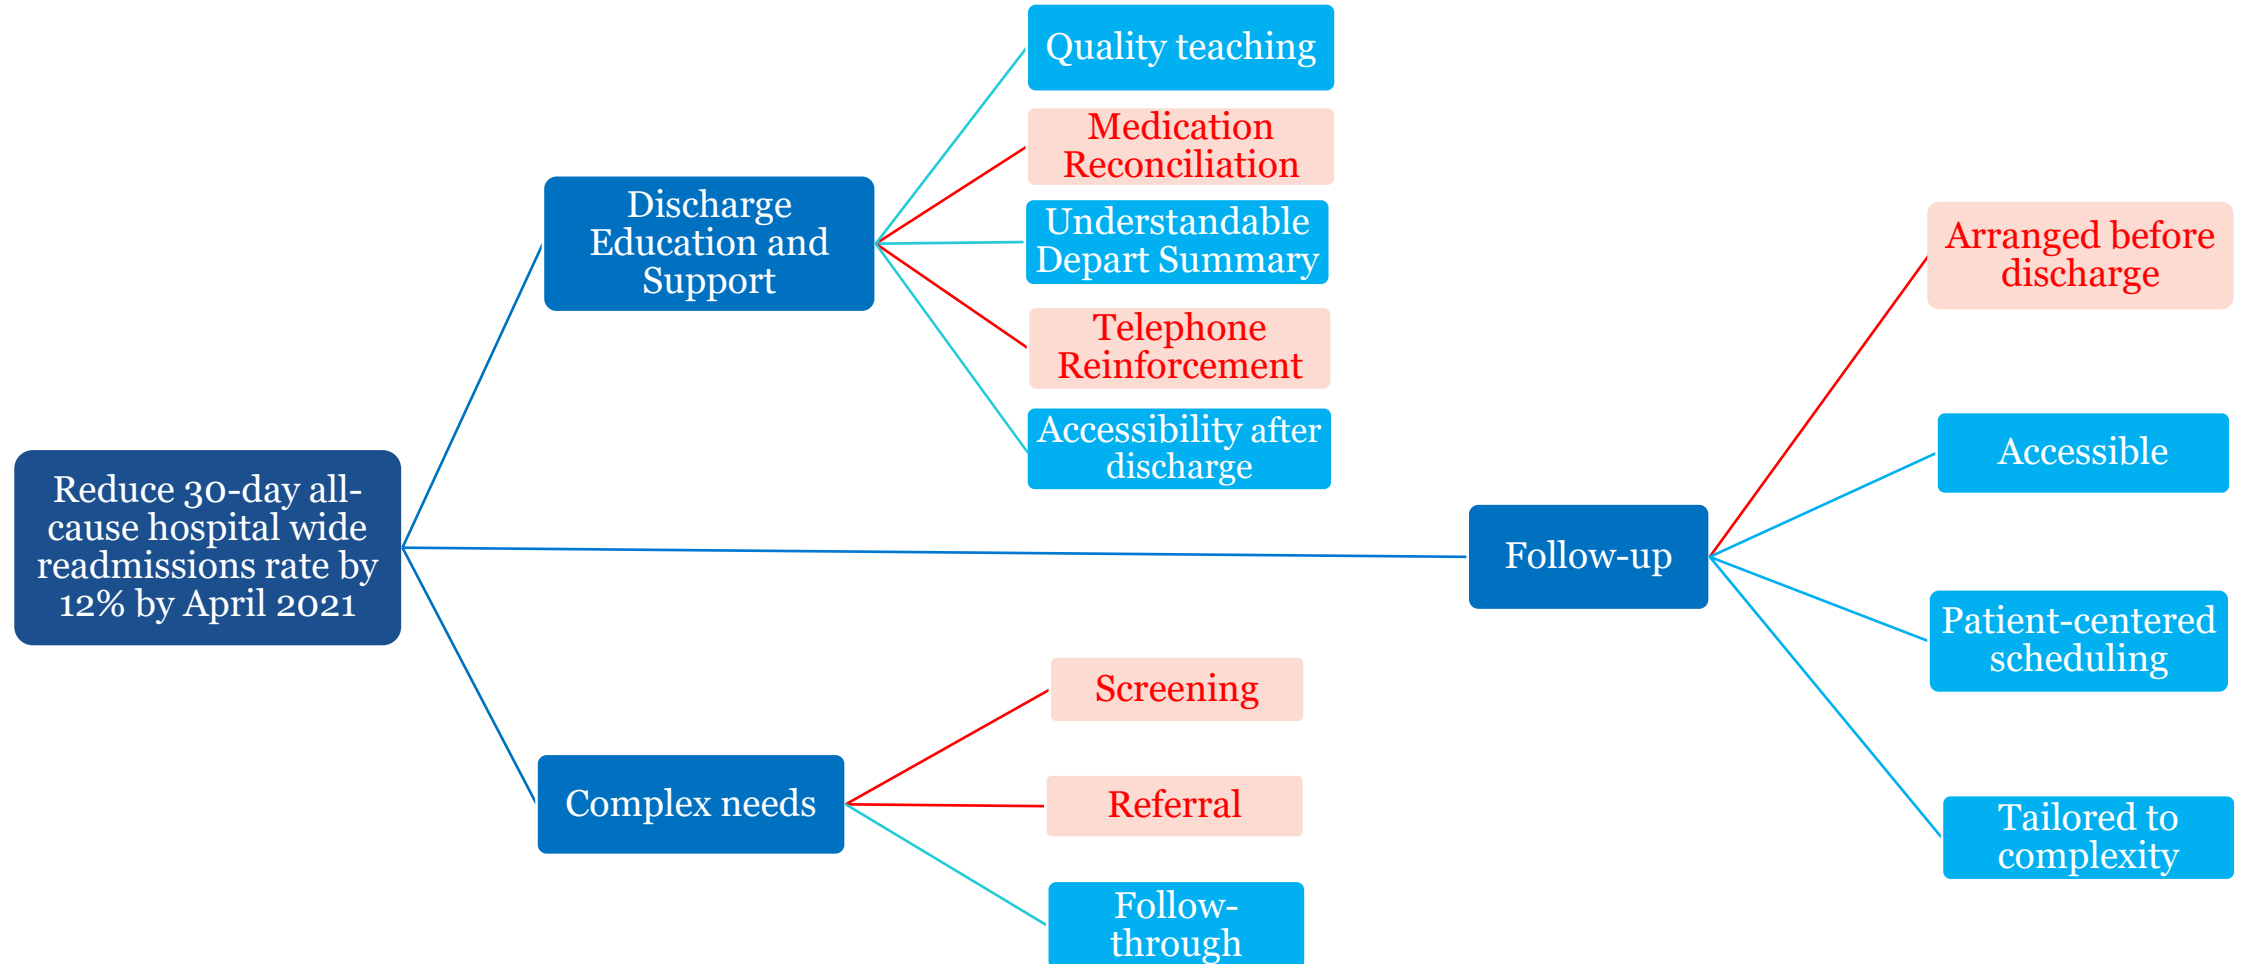 Reduce 30-day all-
cause hospital wide
readmissions rate by
12% by April 2021
Discharge
Education and
Support
Quality teaching
Medication
Reconciliation
Understandable
Depart Summary
Telephone
Reinforcement
Accessibility after
discharge
Complex needs
Screening
Referral
Follow-
through
Follow-up
Arranged before
discharge
Accessible
Patient-centered
scheduling
Tailored to
complexity